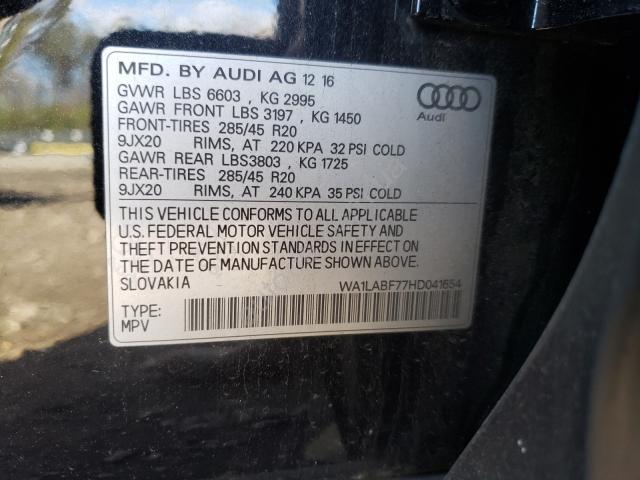 MFD. BY AUDI AG 12 16
GVWR LBS 6603 , KG 2995
GAWR FRONT LBS 3197 , KG 1450
FRONT-TIRES 285/45 R20
9JX20 RIMS, AT 220 KPA 32 PSI COLD
GAWR REAR LBS3803 , KG 1725
REAR-TIRES 285/45 R20
9JX20 RIMS, AT 240 KPA 35 PSI COLD
Audi
THIS VEHICLE CONFORMS TO ALL APPLICABLE
U.S. FEDERAL MOTOR VEHICLE SAFETY AND
THEFT PREVENTION STANDARDS IN EFFECT ON
THE DATE OF MANUFACTURE SHOWN ABOVE.
SLOVAKIA WA1LABF77HD041654
TYPE:
MPV